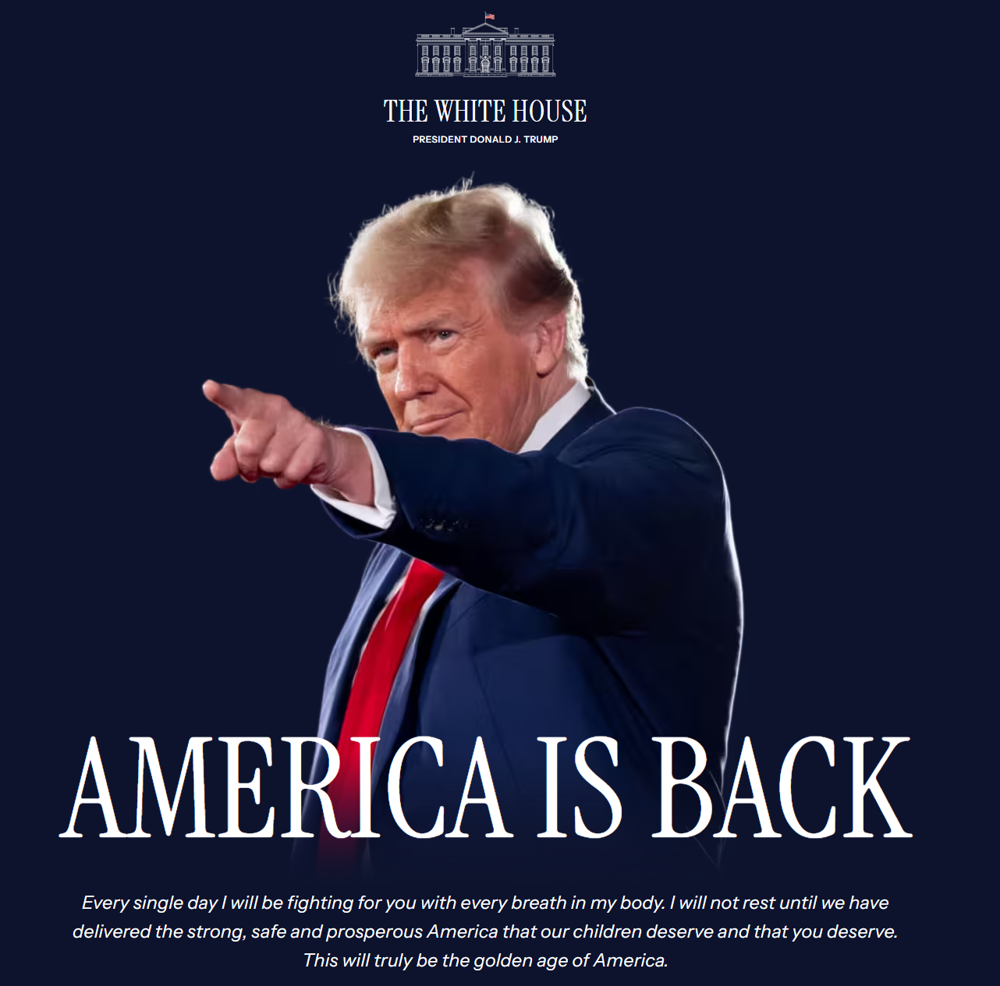 THE WHITE HOUSE
PRESIDENT DONALD J. TRUMP
AMERICA IS BACK
Every single day I will be fighting for you with every breath in my body. I will not rest until we have
delivered the strong, safe and prosperous America that our children deserve and that you deserve.
This will truly be the golden age of America.